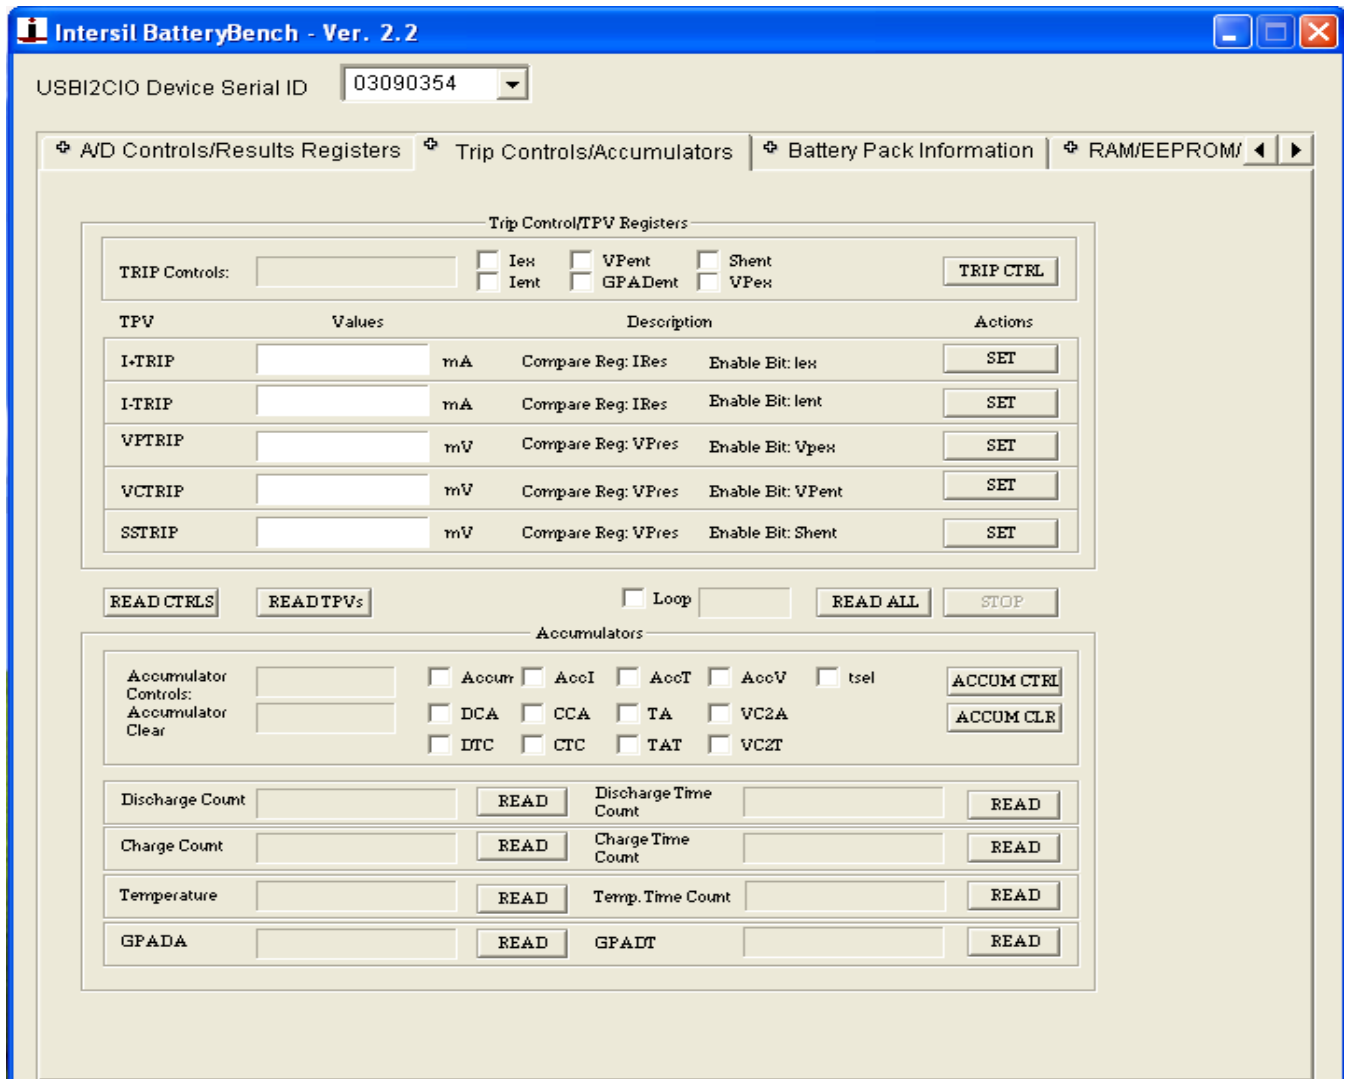 Intersil BatteryBench - Ver. 2.2
USBI2CIO Device Serial ID 03090354
A/D Controls/Results Registers Trip Controls/Accumulators Battery Pack Information RAM/EEPROM/
Trip Control/TPV Registers
TRIP Controls: Iex VPent Shent TRIP CTRL
Ient GPADent VPex
TPV Values Description Actions
I+TRIP mA Compare Reg: IRes Enable Bit: Iex SET
I-TRIP mA Compare Reg: IRes Enable Bit: Ient SET
VPTRIP mV Compare Reg: VPres Enable Bit: Vpex SET
VCTRIP mV Compare Reg: VPres Enable Bit: VPent SET
SSTRIP mV Compare Reg: VPres Enable Bit: Shent SET
READ CTRLS READ TPVs Loop READ ALL STOP
Accumulators
Accumulator Controls: Accum AccI AccT AccV tsel ACCUM CTRL
Accumulator Clear DCA CCA TA VC2A ACCUM CLR
DTC CTC TAT VC2T
Discharge Count READ Discharge Time Count READ
Charge Count READ Charge Time Count READ
Temperature READ Temp. Time Count READ
GPADA READ GPADT READ